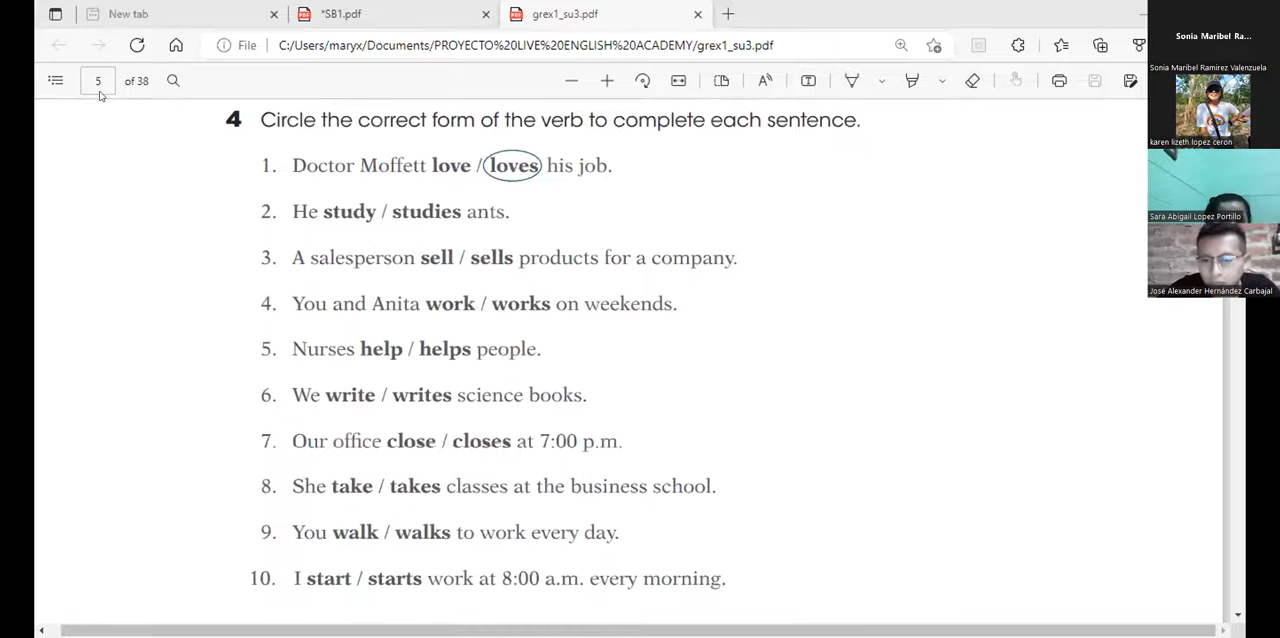 New tab
*SB1.pdf
grex1_su3.pdf
File
C:/Users/maryx/Documents/PROYECTO%20LIVE%20ENGLISH%20ACADEMY/grex1_su3.pdf
5 of 38
Sonia Maribel Ra...
Sonia Maribel Ramirez Valenzuela
karen lizeth lopez ceron
Sara Abigail Lopez Portillo
José Alexander Hernández Carbajal
4 Circle the correct form of the verb to complete each sentence.
1. Doctor Moffett love / loves his job.
2. He study / studies ants.
3. A salesperson sell / sells products for a company.
4. You and Anita work / works on weekends.
5. Nurses help / helps people.
6. We write / writes science books.
7. Our office close / closes at 7:00 p.m.
8. She take / takes classes at the business school.
9. You walk / walks to work every day.
10. I start / starts work at 8:00 a.m. every morning.